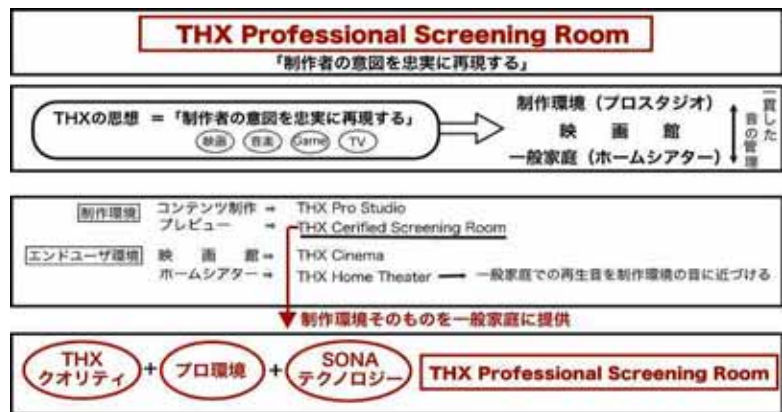 THX Professional Screening Room
「制作者の意図を忠実に再現する」
THXの思想 = 「制作者の意図を忠実に再現する」
映画 音楽 Game TV
制作環境（プロスタジオ）
映 画 館
一般家庭（ホームシアター）
一貫した
音の管理
制作環境 コンテンツ制作 → THX Pro Studio
プレビュー → THX Cerified Screening Room
エンドユーザ環境 映 画 館 → THX Cinema
ホームシアター → THX Home Theater → 一般家庭での再生音を制作環境の音に近づける
制作環境そのものを一般家庭に提供
THX クオリティ + プロ環境 + SONA テクノロジー THX Professional Screening Room